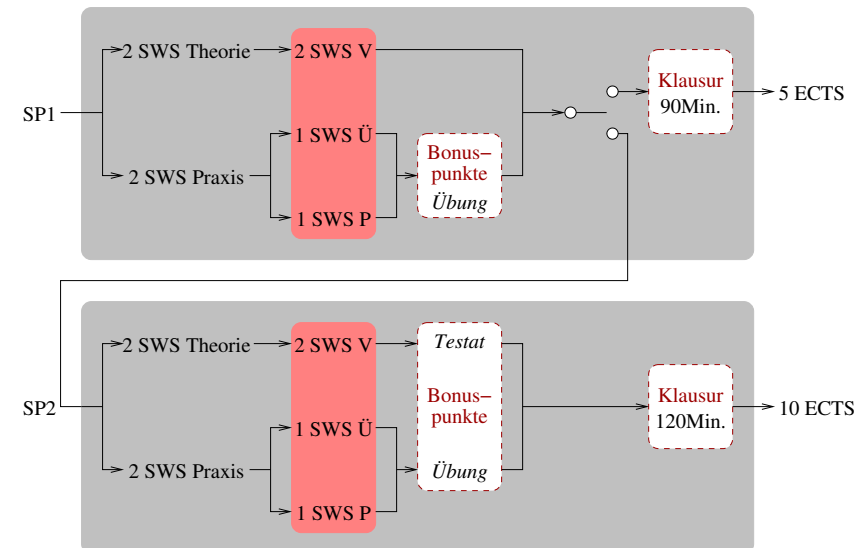 2 SWS Theorie
2 SWS V
Klausur
90Min.
5 ECTS
SP1
1 SWS Ü
Bonus–
punkte
Übung
2 SWS Praxis
1 SWS P
2 SWS Theorie
2 SWS V
Testat
Klausur
120Min.
10 ECTS
SP2
1 SWS Ü
Bonus–
punkte
Übung
2 SWS Praxis
1 SWS P